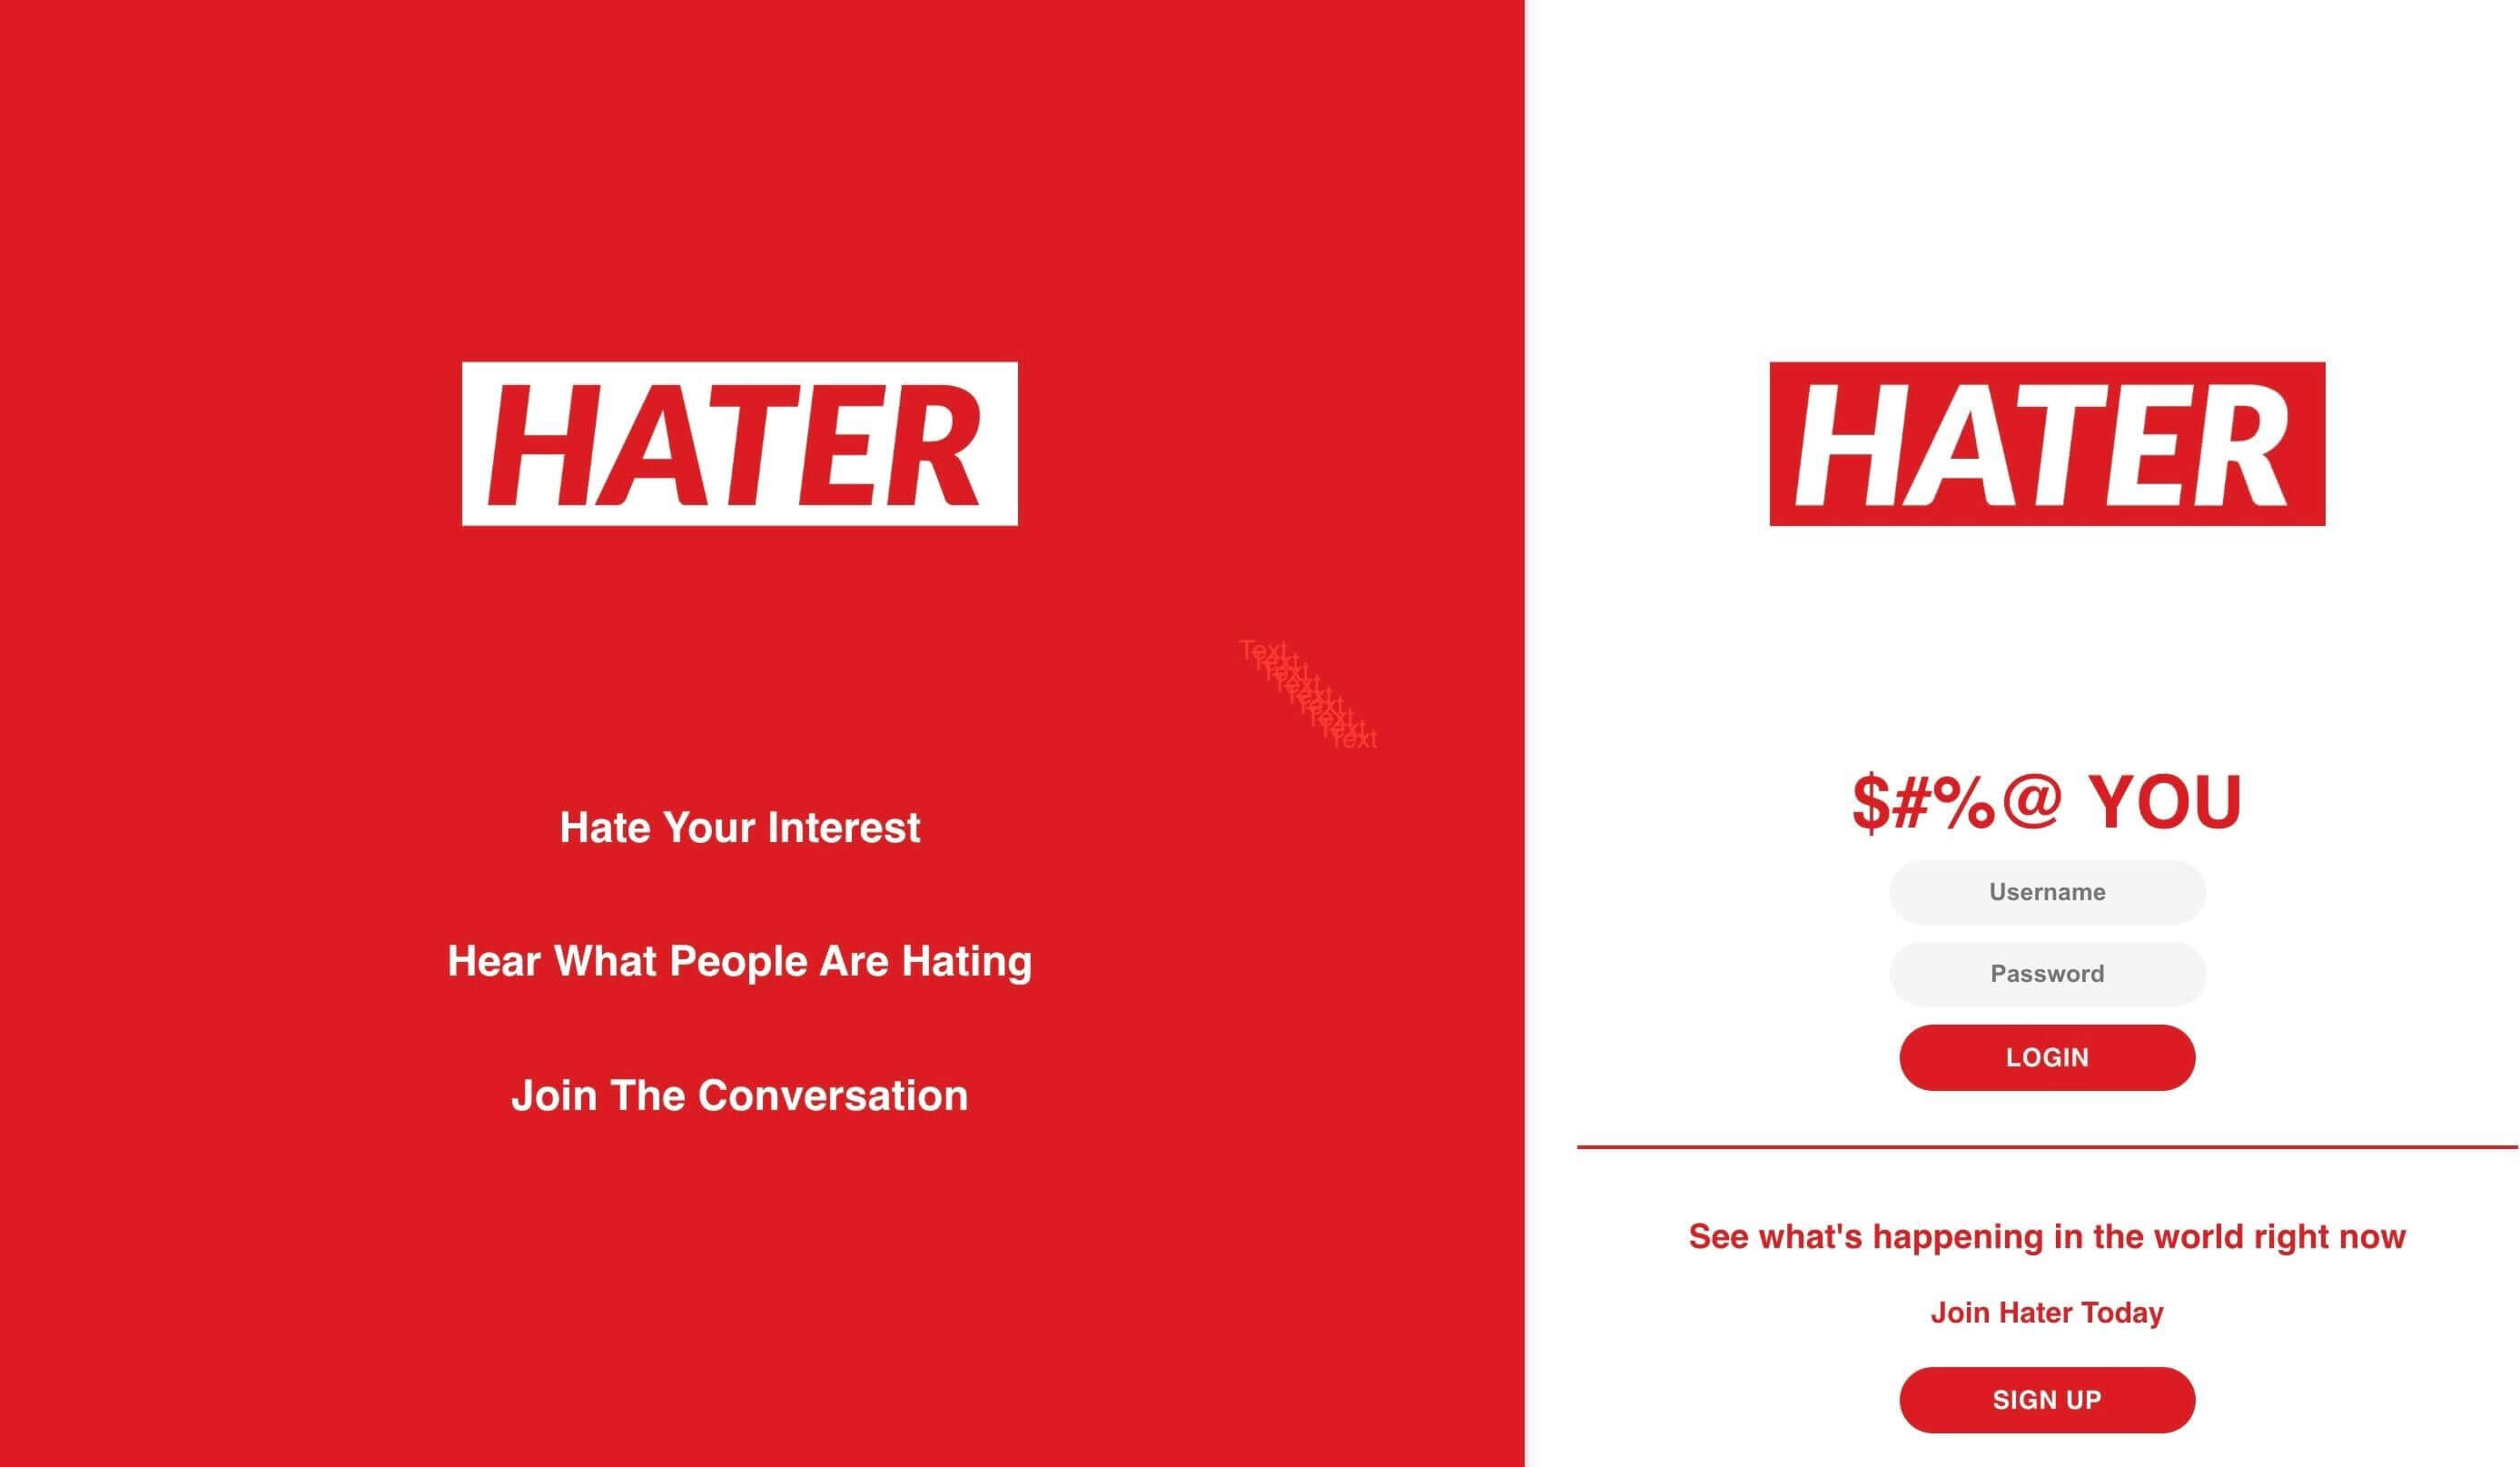 HATER
Text
Text
Text
Text
Text
Text
Text
Text
Text
Hate Your Interest
Hear What People Are Hating
Join The Conversation
HATER
$#%@ YOU
Username
Password
LOGIN
See what's happening in the world right now
Join Hater Today
SIGN UP